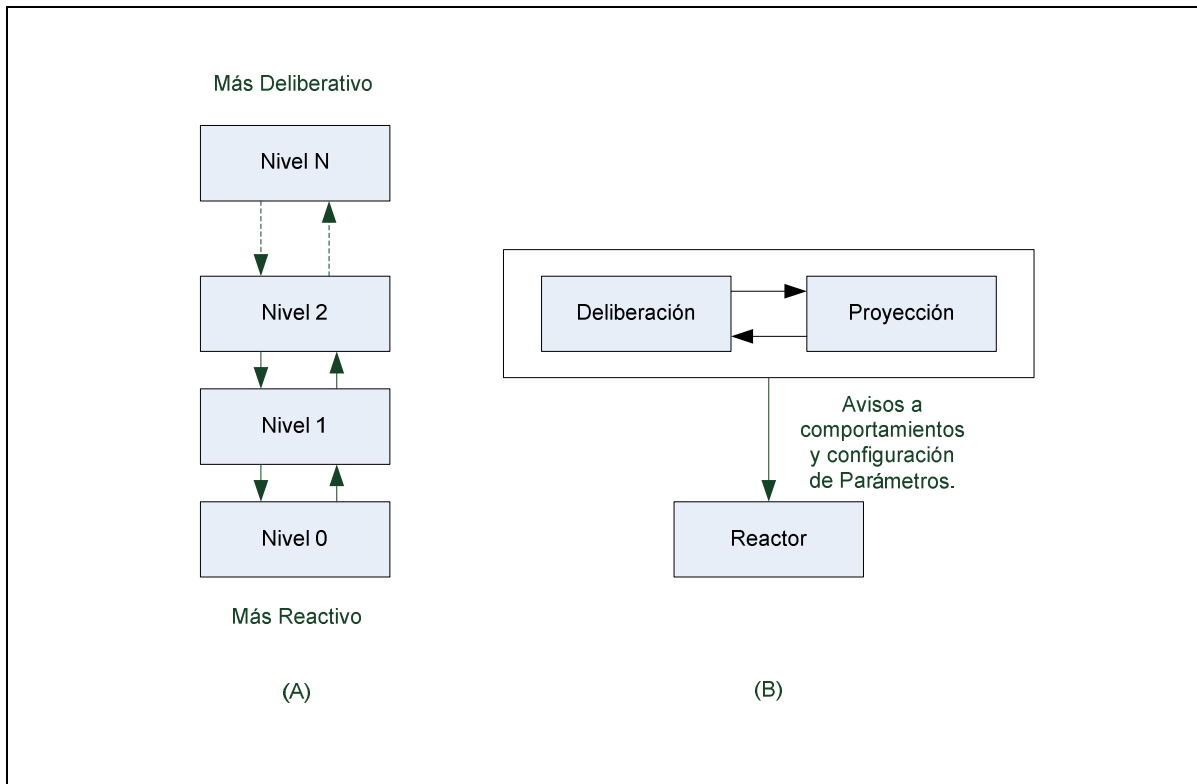 Más Deliberativo
Nivel N
Nivel 2
Nivel 1
Nivel 0
Más Reactivo
(A)
Deliberación
Proyección
Avisos a
comportamientos
y configuración
de Parámetros.
Reactor
(B)